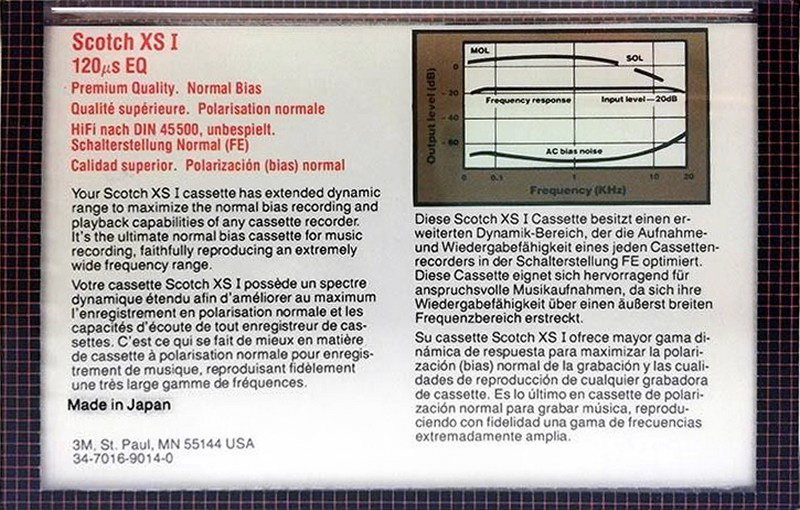 Scotch XS I
120µs EQ
Premium Quality. Normal Bias
Qualité supérieure. Polarisation normale
HiFi nach DIN 45500, unbespielt.
Schalterstellung Normal (FE)
Calidad superior. Polarización (bias) normal
Your Scotch XS I cassette has extended dynamic
range to maximize the normal bias recording and
playback capabilities of any cassette recorder.
It's the ultimate normal bias cassette for music
recording, faithfully reproducing an extremely
wide frequency range.
Votre cassette Scotch XS I possède un spectre
dynamique étendu afin d'améliorer au maximum
l'enregistrement en polarisation normale et les
capacités d'écoute de tout enregistreur de cas-
settes. C'est ce qui se fait de mieux en matière
de cassette à polarisation normale pour enregis-
trement de musique, reproduisant fidèlement
une très large gamme de fréquences.
Made in Japan
3M, St. Paul, MN 55144 USA
34-7016-9014-0
MOL
SOL
Frequency response
Input level—20dB
AC bias noise
Output level (dB)
0
- 20
- 40
- 60
0
0.1
1
10
20
Frequency (KHz)
Diese Scotch XS I Cassette besitzt einen er-
weiterten Dynamik-Bereich, der die Aufnahme-
und Wiedergabefähigkeit eines jeden Cassetten-
recorders in der Schalterstellung FE optimiert.
Diese Cassette eignet sich hervorragend für
anspruchsvolle Musikaufnahmen, da sich ihre
Wiedergabefähigkeit über einen äußerst breiten
Frequenzbereich erstreckt.
Su cassette Scotch XS I ofrece mayor gama di-
námica de respuesta para maximizar la polari-
zación (bias) normal de la grabación y las cuali-
dades de reproducción de cualquier grabadora
de cassette. Es lo último en cassette de polari-
zación normal para grabar música, reprodu-
ciendo con fidelidad una gama de frecuencias
extremadamente amplia.